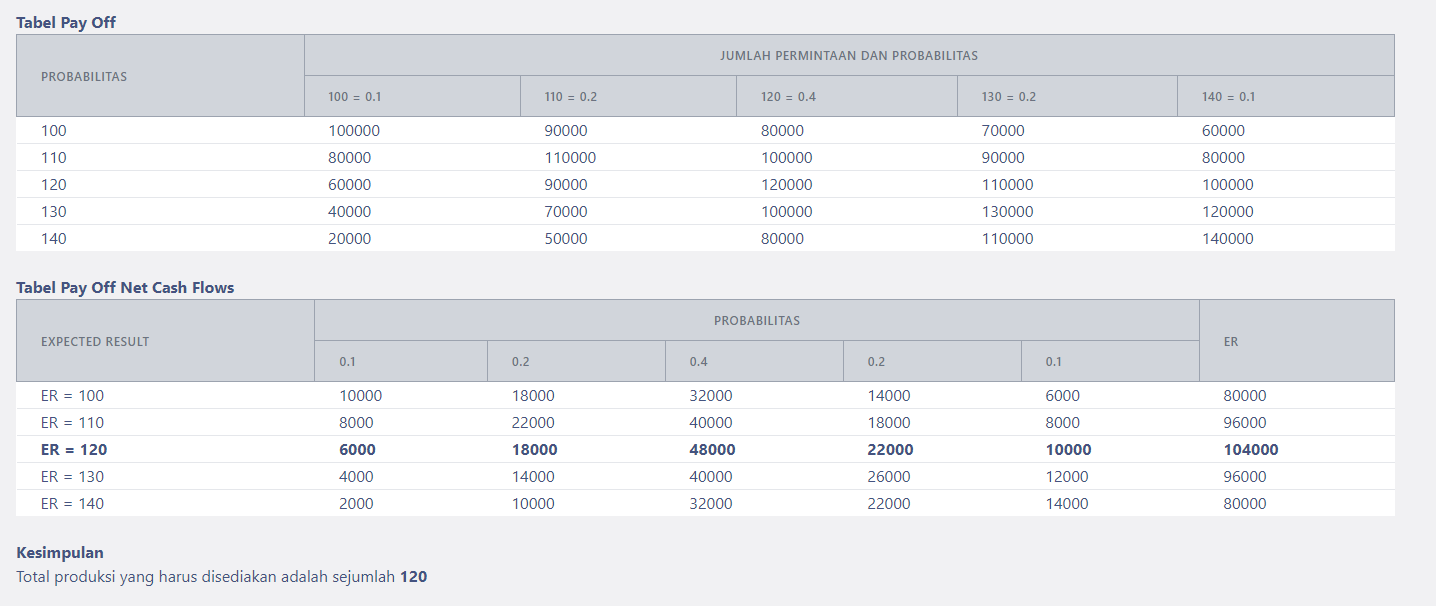 Tabel Pay Off
JUMLAH PERMINTAAN DAN PROBABILITAS
PROBABILITAS
100 = 0.1 110 = 0.2 120 = 0.4 130 = 0.2 140 = 0.1
100 100000 90000 80000 70000 60000
110 80000 110000 100000 90000 80000
120 60000 90000 120000 110000 100000
130 40000 70000 100000 130000 120000
140 20000 50000 80000 110000 140000
Tabel Pay Off Net Cash Flows
PROBABILITAS
EXPECTED RESULT ER
0.1 0.2 0.4 0.2 0.1
ER = 100 10000 18000 32000 14000 6000 80000
ER = 110 8000 22000 40000 18000 8000 96000
ER = 120 6000 18000 48000 22000 10000 104000
ER = 130 4000 14000 40000 26000 12000 96000
ER = 140 2000 10000 32000 22000 14000 80000
Kesimpulan
Total produksi yang harus disediakan adalah sejumlah 120